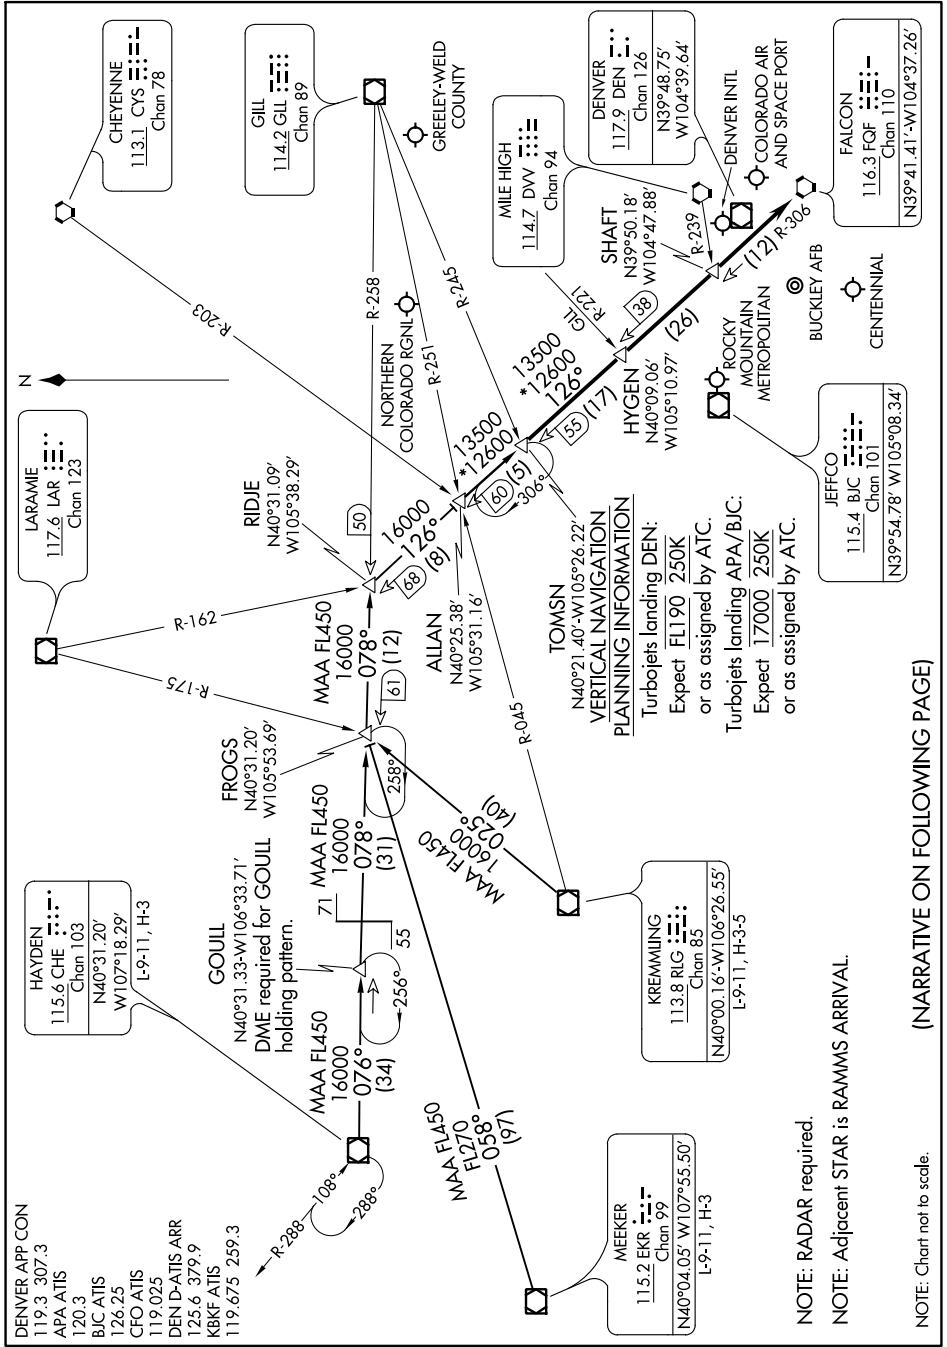 DENVER APP CON
119.3 307.3
APA ATIS
120.3
BJC ATIS
126.25
CFO ATIS
119.025
DEN D-ATIS ARR
125.6 379.9
KBKF ATIS
119.675 259.3
HAYDEN
115.6 CHE
Chan 103
N40°31.20'
W107°18.29'
L-9-11, H-3
LARAMIE
117.6 LAR
Chan 123
N
CHEYENNE
113.1 CYS
Chan 78
GILL
114.2 GLL
Chan 89
GREELEY-WELD
COUNTY
R-288
108°
288°
MAA FL450
16000
076°
(34)
GOULL
N40°31.33'-W106°33.71'
DME required for GOULL
holding pattern.
256°
71
55
MAA FL450
16000
078°
(31)
FROGS
N40°31.20'
W105°53.69'
258°
61
R-175
R-162
MAA FL450
16000
078°
(12)
RIDJE
N40°31.09'
W105°38.29'
50
68
16000
126°
(8)
R-203
R-258
R-251
R-245
NORTHERN
COLORADO RGNL
ALLAN
N40°25.38'
W105°31.16'
13500
*12600
60
(5)
306°
TOMSN
N40°21.40'-W105°26.22'
13500
*12600
126°
55
(17)
GLL
R-221
HYGEN
N40°09.06'
W105°10.97'
38
(26)
MILE HIGH
114.7 DVV
Chan 94
SHAFT
N39°50.18'
W104°47.88'
R-239
(12)
R-306
DENVER
117.9 DEN
Chan 126
N39°48.75'
W104°39.64'
DENVER INTL
COLORADO AIR
AND SPACE PORT
FALCON
116.3 FQF
Chan 110
N39°41.41'-W104°37.26'
ROCKY
MOUNTAIN
METROPOLITAN
BUCKLEY AFB
CENTENNIAL
JEFFCO
115.4 BJC
Chan 101
N39°54.78' W105°08.34'
VERTICAL NAVIGATION
PLANNING INFORMATION
Turbojets landing DEN:
Expect FL190 250K
or as assigned by ATC.
Turbojets landing APA/BJC:
Expect 17000 250K
or as assigned by ATC.
R-045
MAA FL450
16000
025°
(40)
KREMMLING
113.8 RLG
Chan 85
N40°00.16'-W106°26.55'
L-9-11, H-3-5
MAA FL450
FL270
058°
(97)
MEEKER
115.2 EKR
Chan 99
N40°04.05' W107°55.50'
L-9-11, H-3
NOTE: RADAR required.
NOTE: Adjacent STAR is RAMMS ARRIVAL.
NOTE: Chart not to scale.
(NARRATIVE ON FOLLOWING PAGE)